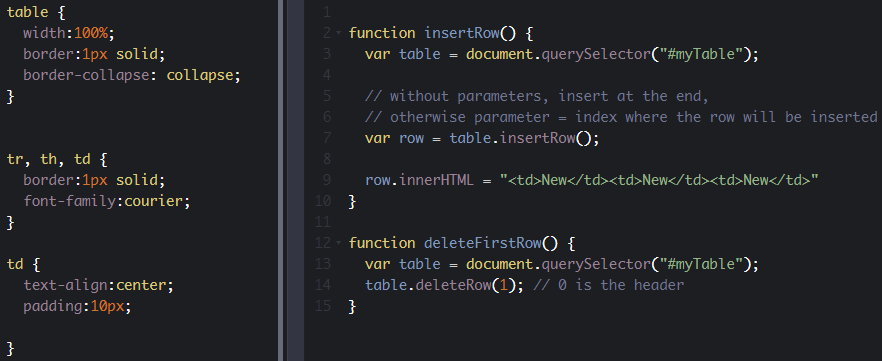 table {
  width:100%;
  border:1px solid;
  border-collapse: collapse;
}
tr, th, td {
  border:1px solid;
  font-family:courier;
}
td {
  text-align:center;
  padding:10px;
}
1
2 function insertRow() {
3   var table = document.querySelector("#myTable");
4
5   // without parameters, insert at the end,
6   // otherwise parameter = index where the row will be inserted
7   var row = table.insertRow();
8
9   row.innerHTML = "<td>New</td><td>New</td><td>New</td>"
10 }
11
12 function deleteFirstRow() {
13   var table = document.querySelector("#myTable");
14   table.deleteRow(1); // 0 is the header
15 }